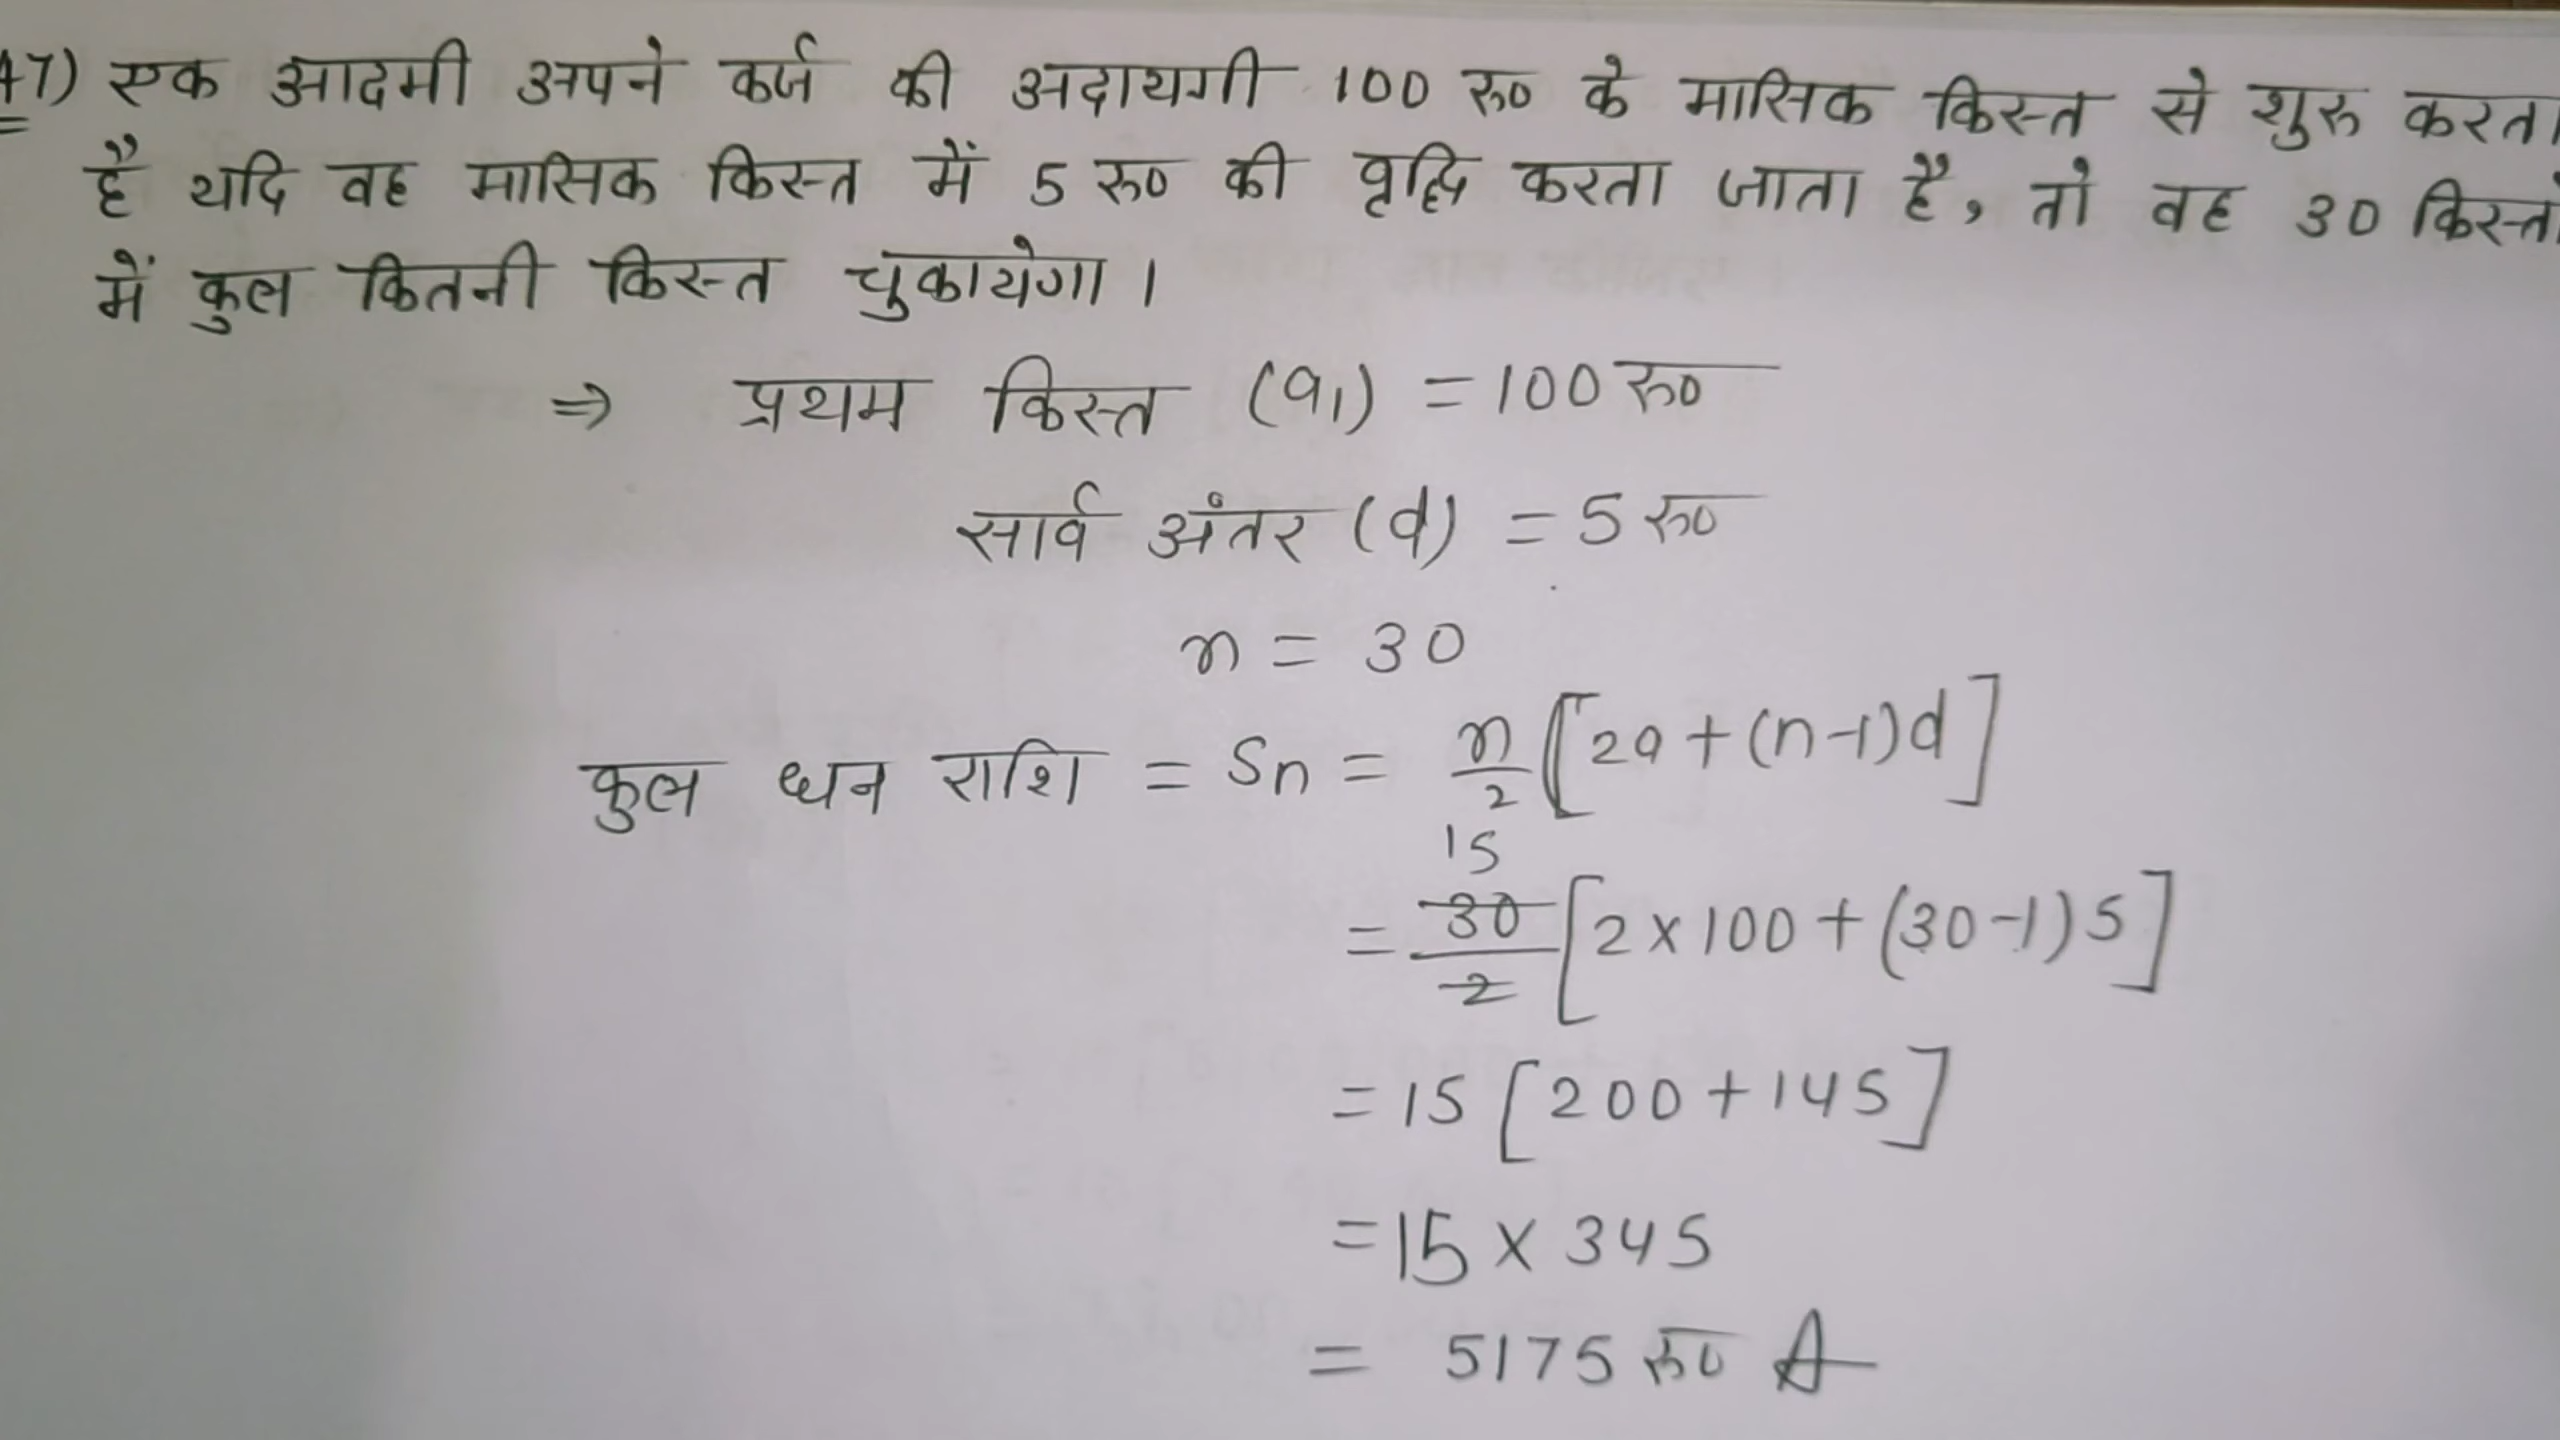 47) एक आदमी अपने कर्ज की अदायगी 100 रु० के मासिक किस्त से शुरु करता
है यदि वह मासिक किस्त में 5 रु० की वृद्धि करता जाता है, तो वह 30 किस्तो
में कुल कितनी किस्त चुकायेगा।
⇒ प्रथम किस्त (a₁) = 100 रु०
सार्व अंतर (d) = 5 रु०
n = 30
कुल धन राशि = Sn = n/2 [2a + (n-1)d]
15
= 30/2 [2 × 100 + (30-1) 5]
= 15 [200 + 145]
= 15 × 345
= 5175 रु० A